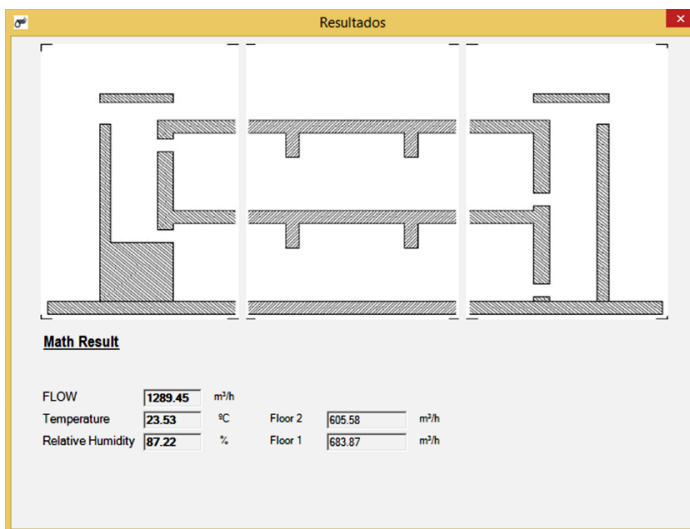 Resultados
Math Result
FLOW 1289.45 m³/h
Temperature 23.53 ºC Floor 2 605.58 m³/h
Relative Humidity 87.22 % Floor 1 683.87 m³/h